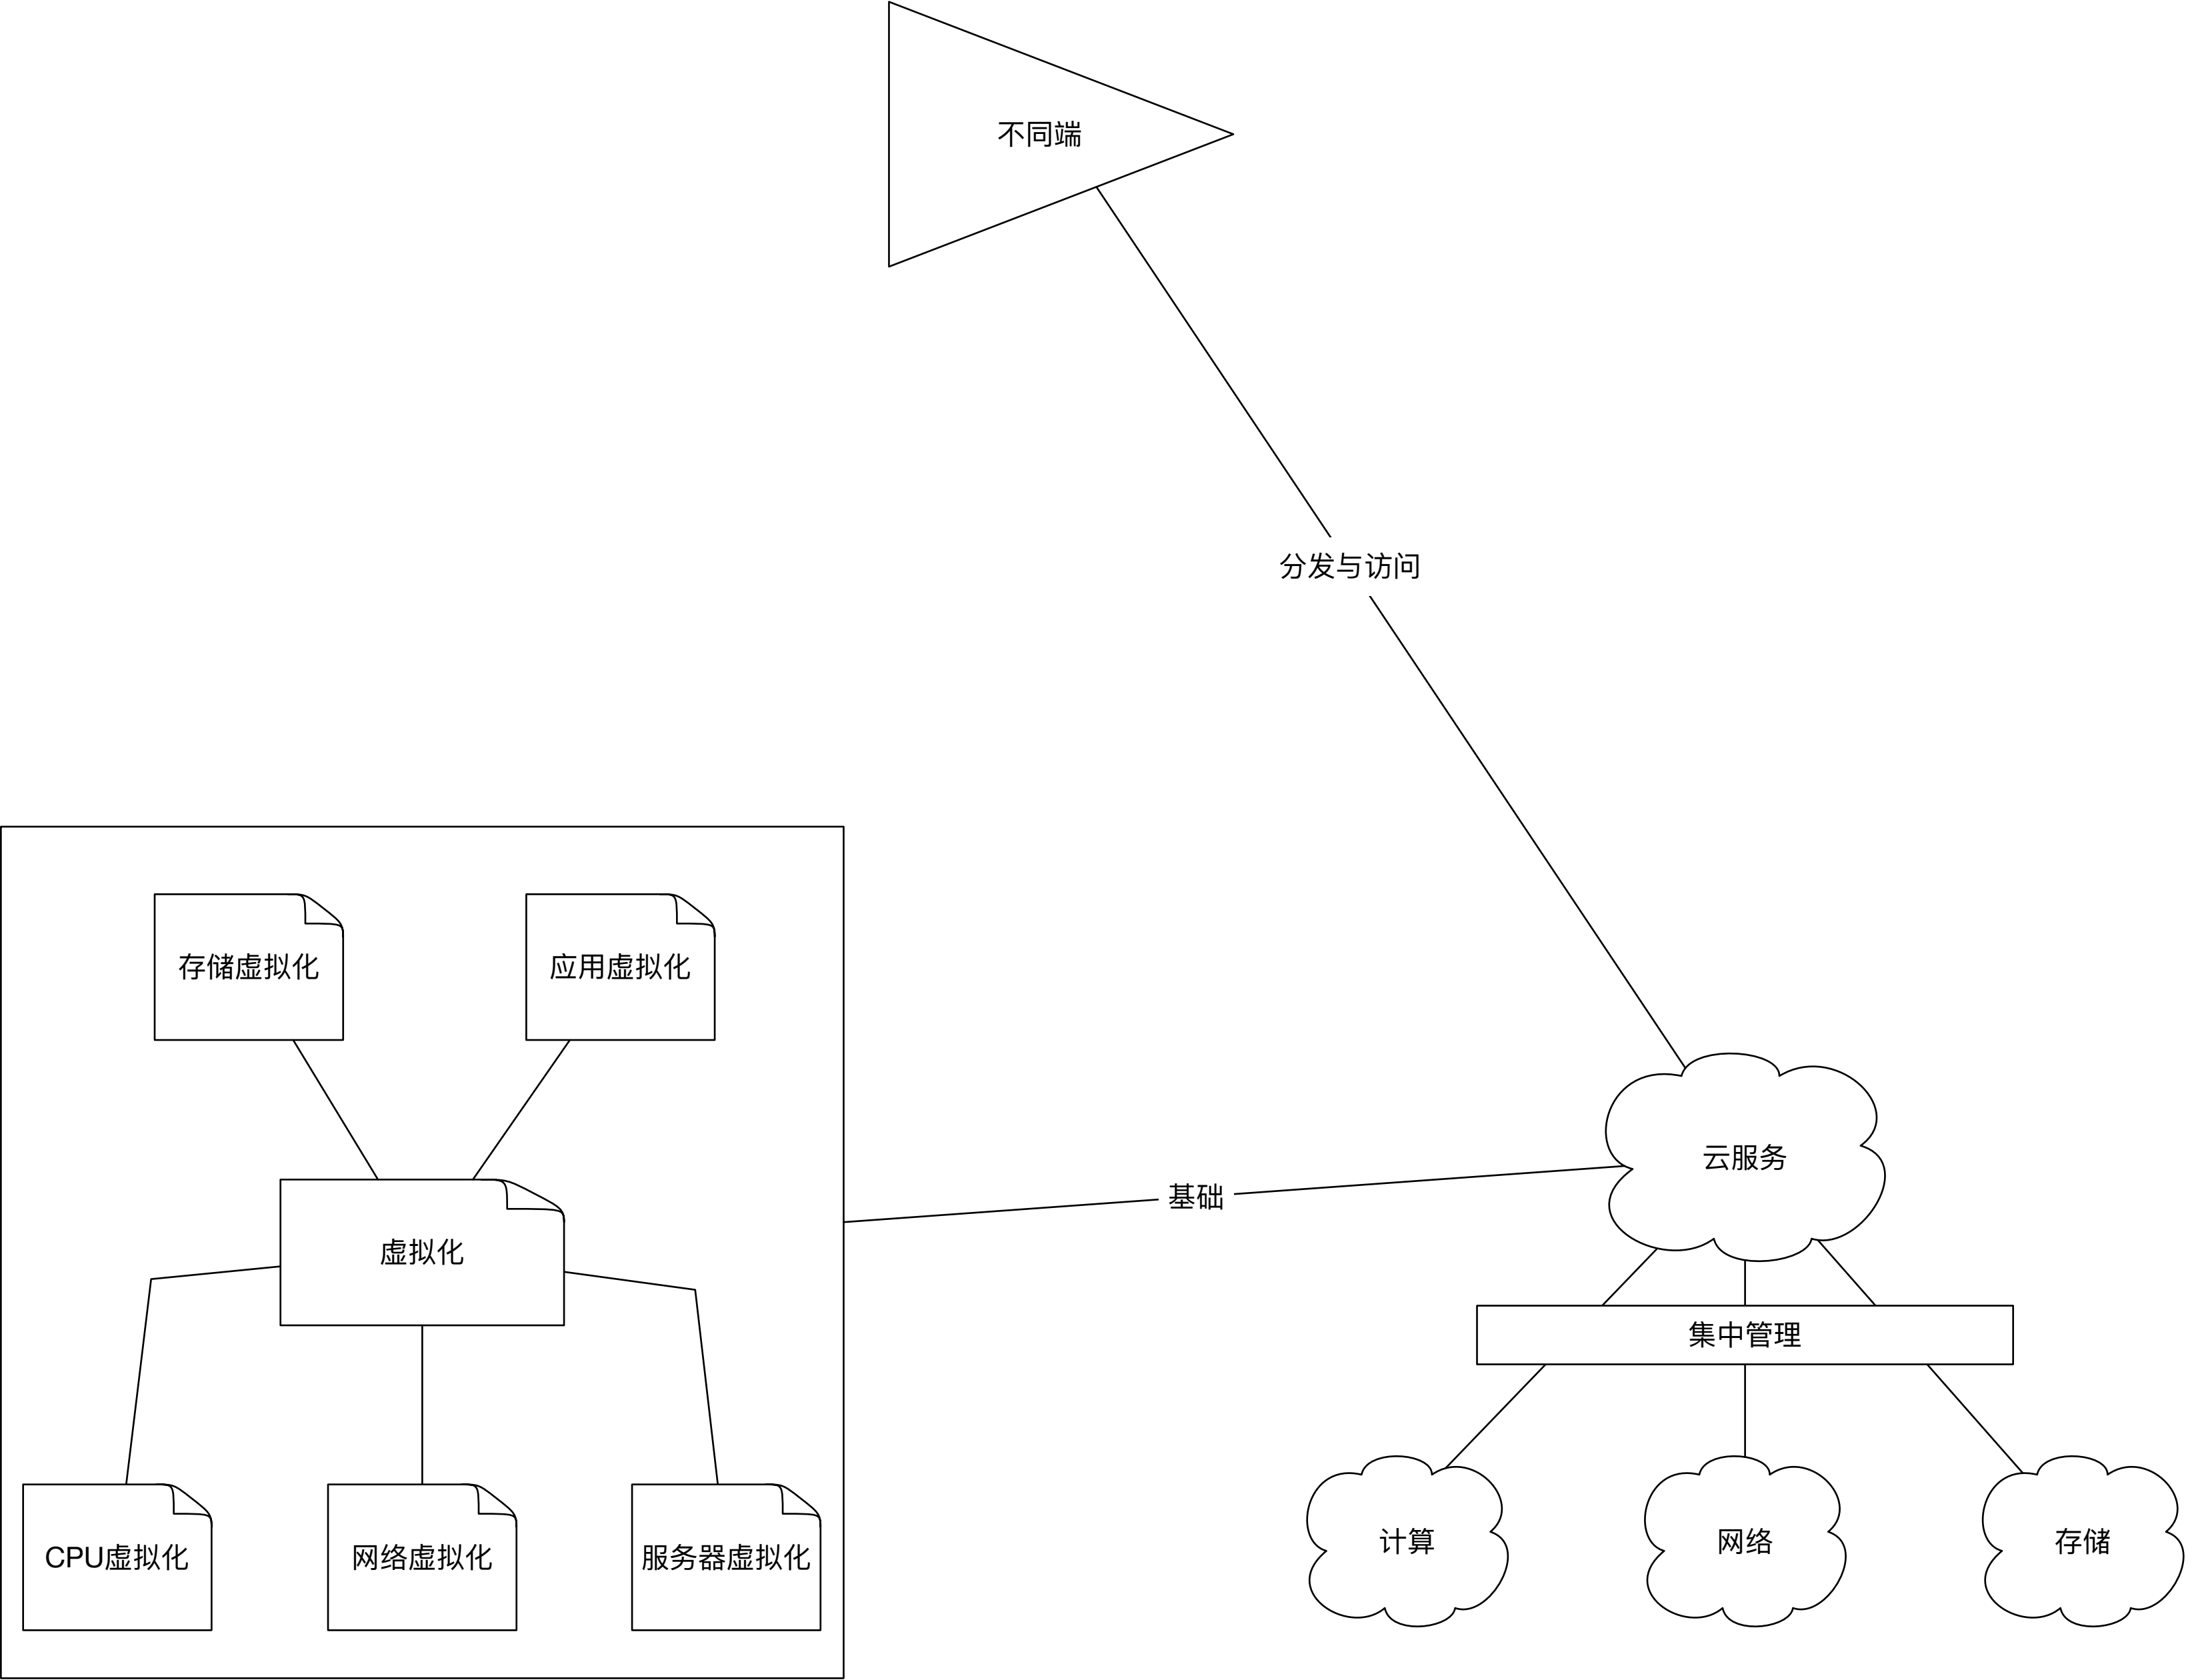 不同端
分发与访问
存储虚拟化
应用虚拟化
云服务
基础
虚拟化
集中管理
计算
网络
存储
CPU虚拟化
网络虚拟化
服务器虚拟化